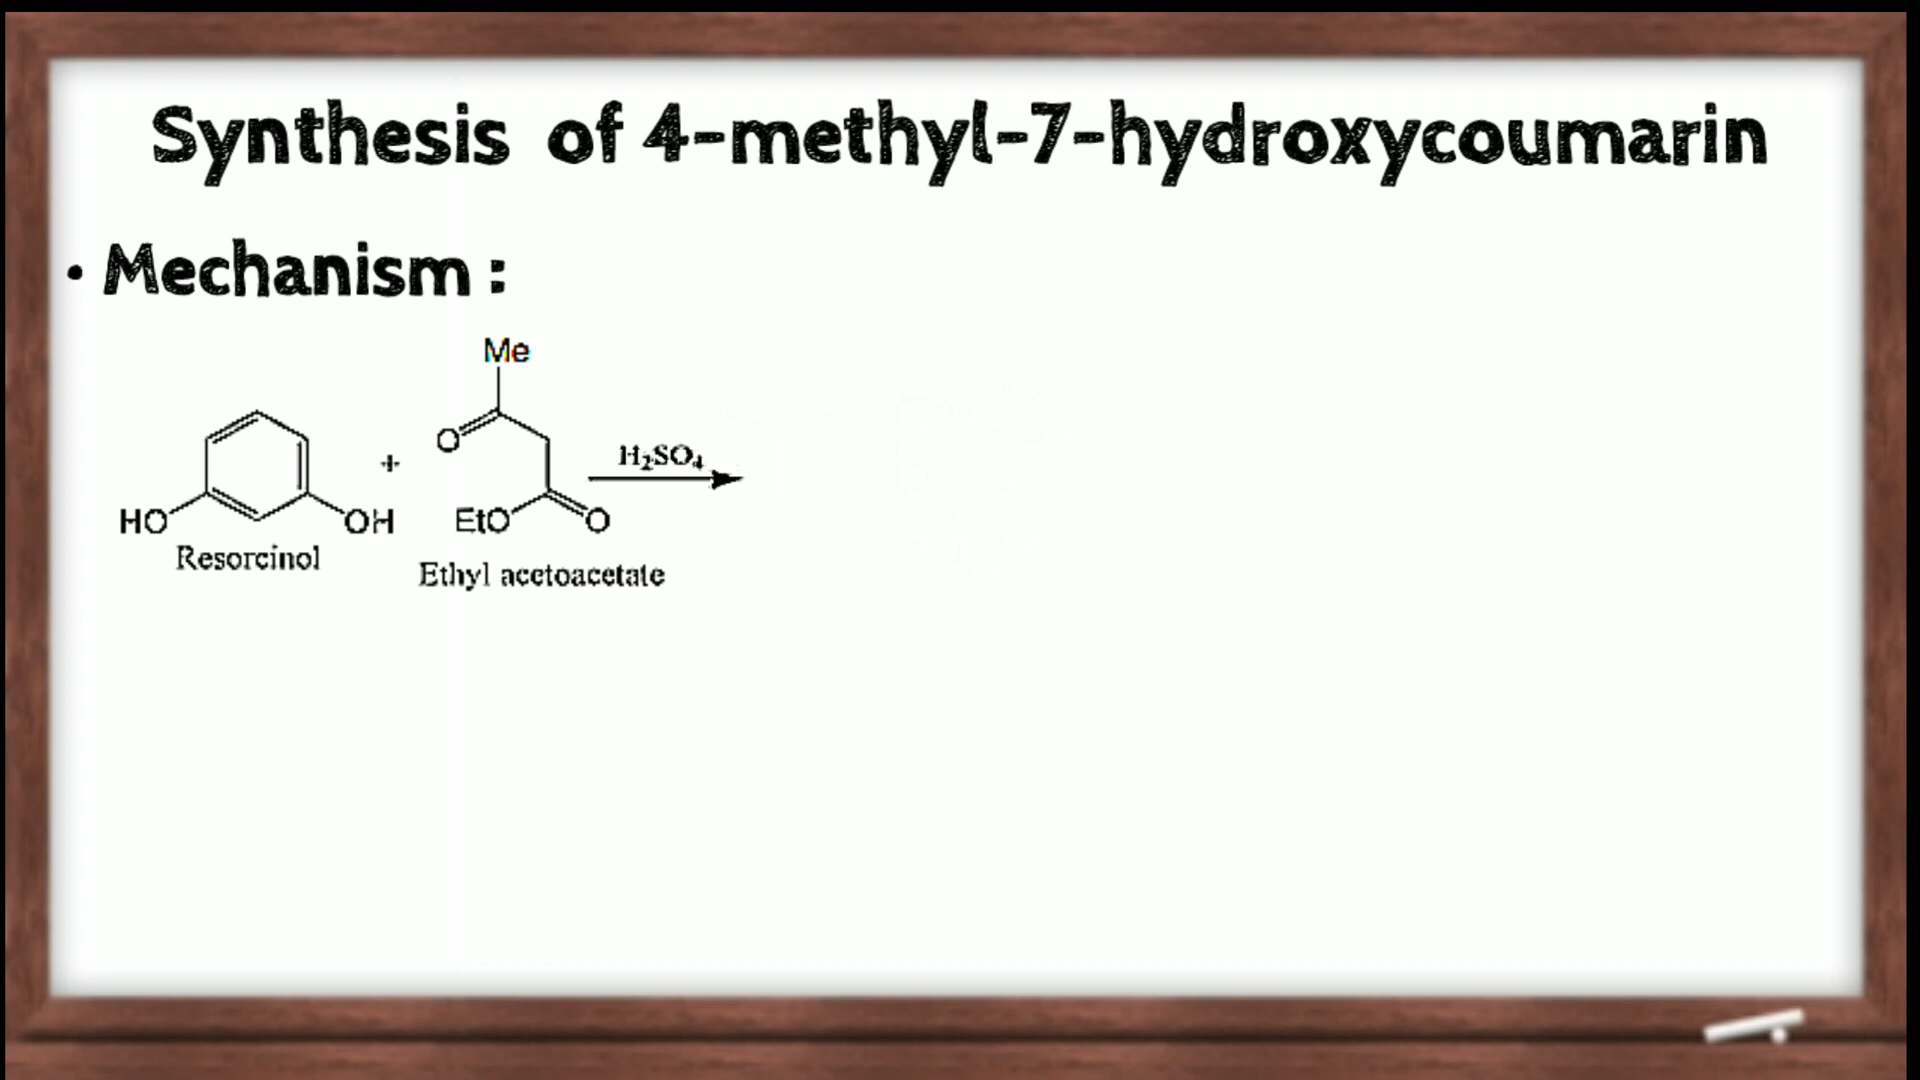 Synthesis of 4-methyl-7-hydroxycoumarin
• Mechanism :
Me
O
+
H₂SO₄
HO
OH
EtO
O
Resorcinol
Ethyl acetoacetate